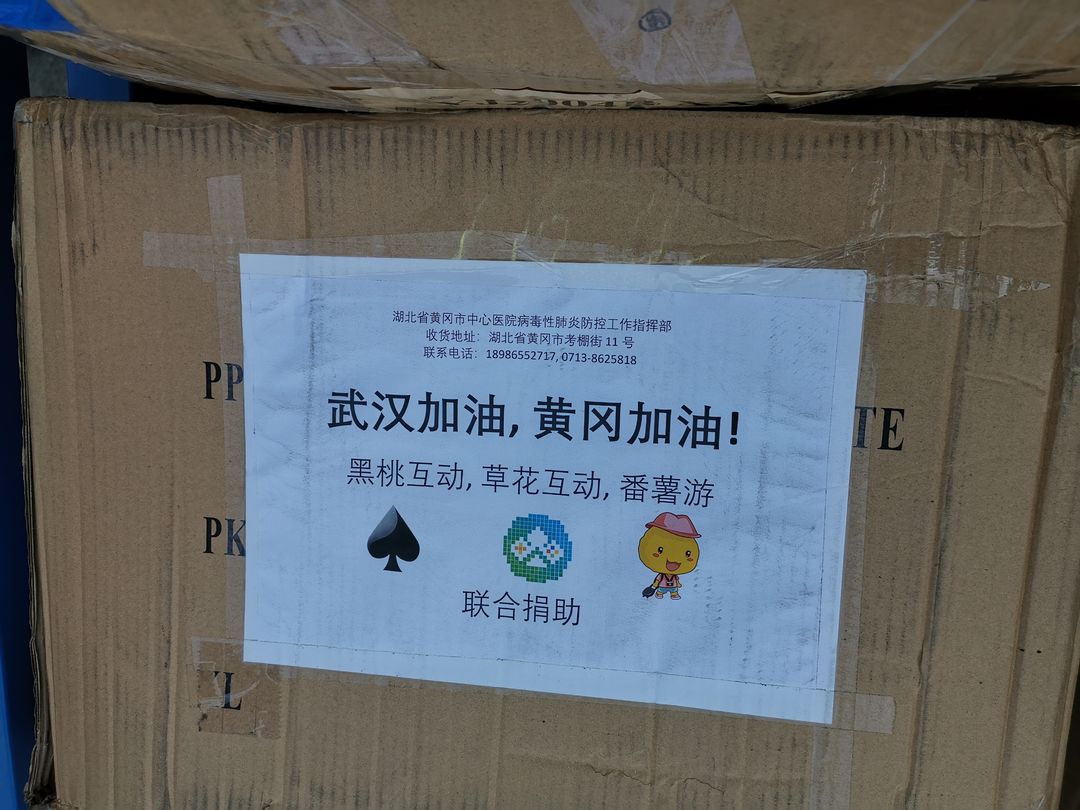 湖北省黄冈市中心医院病毒性肺炎防控工作指挥部
收货地址：湖北省黄冈市考棚街 11 号
联系电话：18986552717, 0713-8625818
武汉加油, 黄冈加油!
黑桃互动, 草花互动, 番薯游
联合捐助
PP
TE
PK